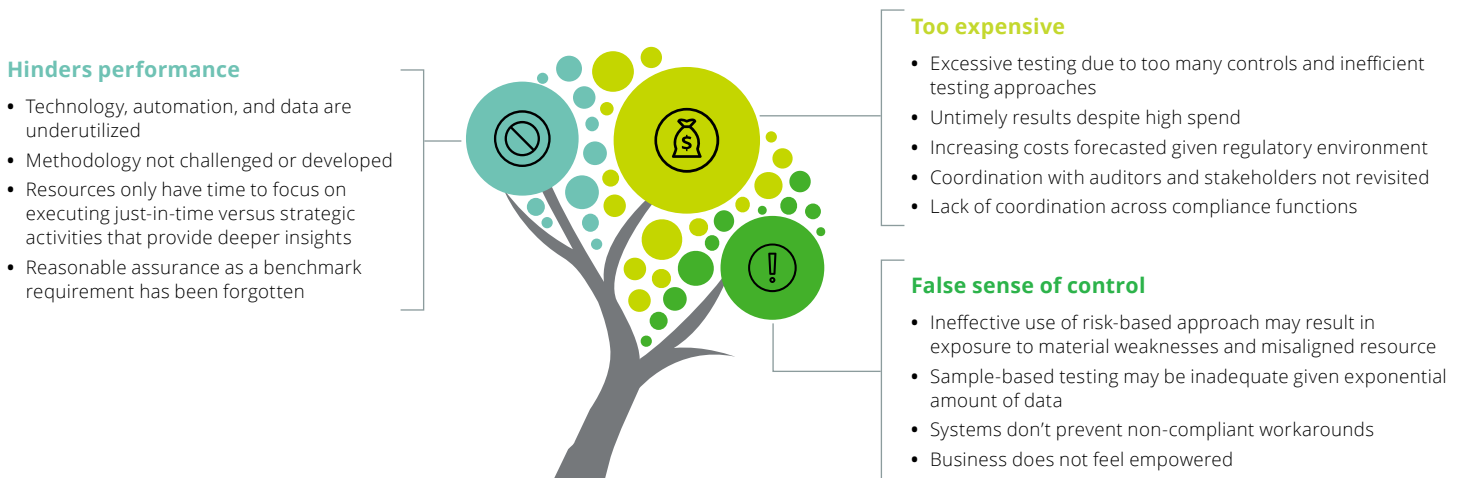 Hinders performance
• Technology, automation, and data are
underutilized
• Methodology not challenged or developed
• Resources only have time to focus on
executing just-in-time versus strategic
activities that provide deeper insights
• Reasonable assurance as a benchmark
requirement has been forgotten
$
Too expensive
• Excessive testing due to too many controls and inefficient
testing approaches
• Untimely results despite high spend
• Increasing costs forecasted given regulatory environment
• Coordination with auditors and stakeholders not revisited
• Lack of coordination across compliance functions
!
False sense of control
• Ineffective use of risk-based approach may result in
exposure to material weaknesses and misaligned resource
• Sample-based testing may be inadequate given exponential
amount of data
• Systems don’t prevent non-compliant workarounds
• Business does not feel empowered